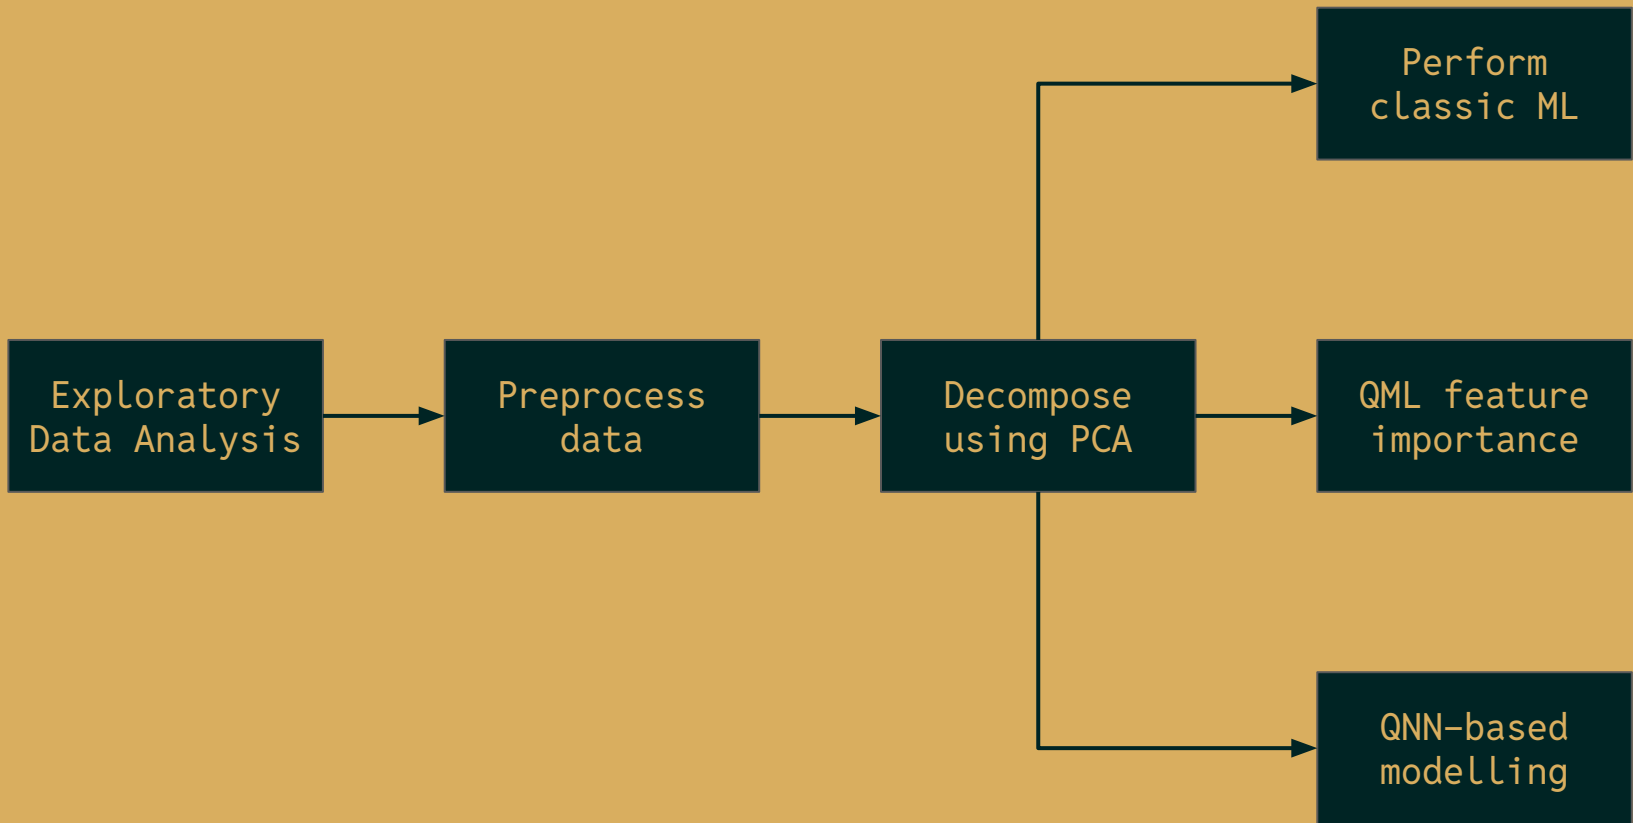 Perform
classic ML
Exploratory
Data Analysis
Preprocess
data
Decompose
using PCA
QML feature
importance
QNN-based
modelling